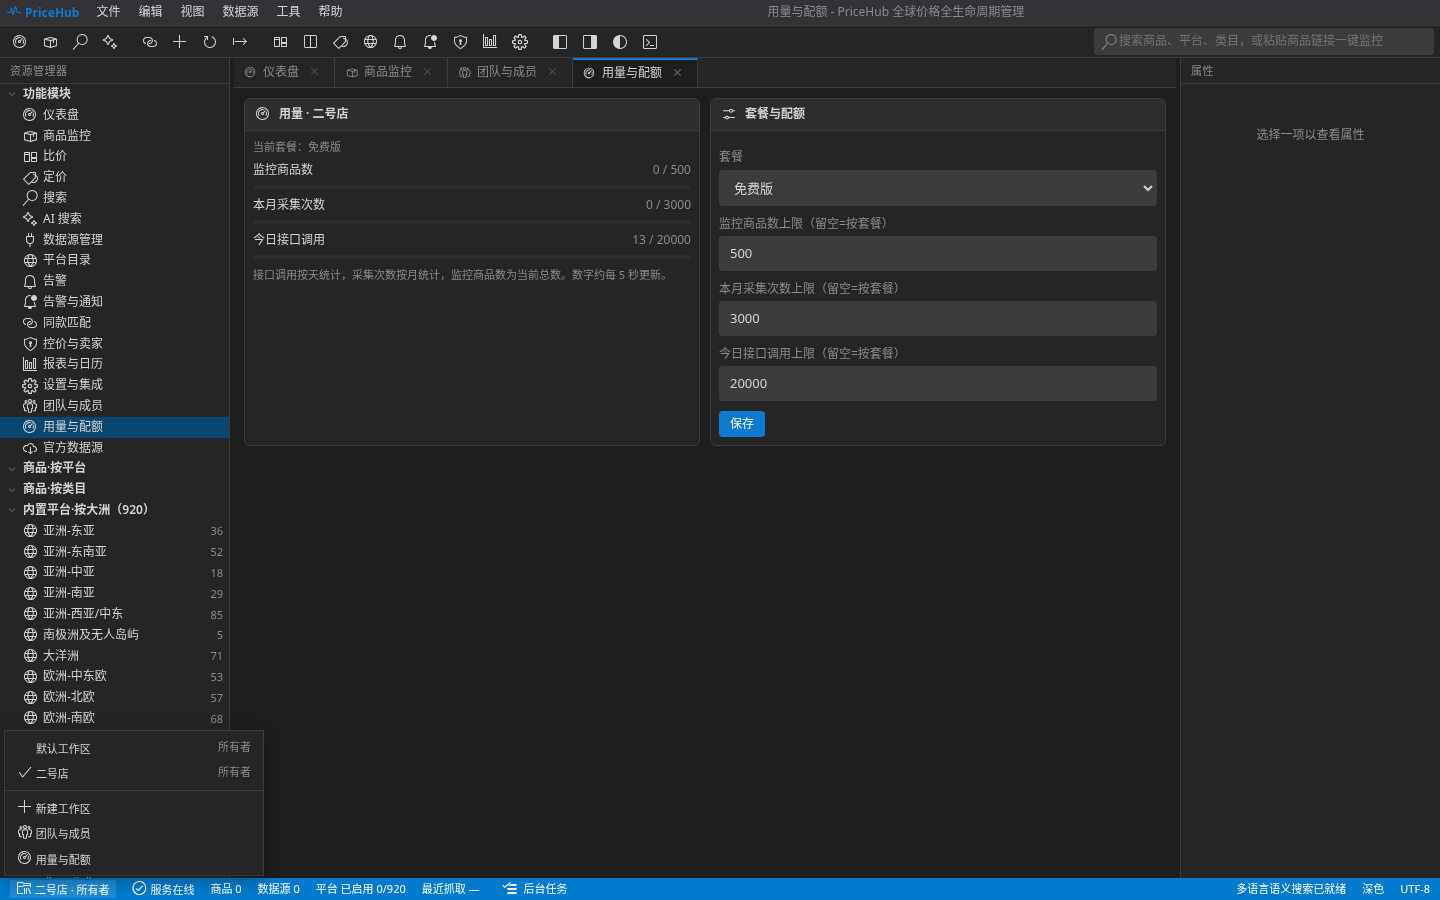 PriceHub 文件 编辑 视图 数据源 工具 帮助 用量与配额 - PriceHub 全球价格全生命周期管理
搜索商品、平台、类目，或粘贴商品链接一键监控
资源管理器
功能模块
仪表盘
商品监控
比价
定价
搜索
AI 搜索
数据源管理
平台目录
告警
告警与通知
同款匹配
控价与卖家
报表与日历
设置与集成
团队与成员
用量与配额
官方数据源
商品·按平台
商品·按类目
内置平台·按大洲（920）
亚洲-东亚 36
亚洲-东南亚 52
亚洲-中亚 18
亚洲-南亚 29
亚洲-西亚/中东 85
南极洲及无人岛屿 5
大洋洲 71
欧洲-中东欧 53
欧洲-北欧 57
欧洲-南欧 68
默认工作区 所有者
二号店 所有者
新建工作区
团队与成员
用量与配额
仪表盘 商品监控 团队与成员 用量与配额
用量 · 二号店
当前套餐：免费版
监控商品数 0 / 500
本月采集次数 0 / 3000
今日接口调用 13 / 20000
接口调用按天统计，采集次数按月统计，监控商品数为当前总数。数字约每 5 秒更新。
套餐与配额
套餐
免费版
监控商品数上限（留空=按套餐）
500
本月采集次数上限（留空=按套餐）
3000
今日接口调用上限（留空=按套餐）
20000
保存
属性
选择一项以查看属性
二号店 · 所有者 服务在线 商品 0 数据源 0 平台 已启用 0/920 最近抓取 — 后台任务 多语言语义搜索已就绪 深色 UTF-8